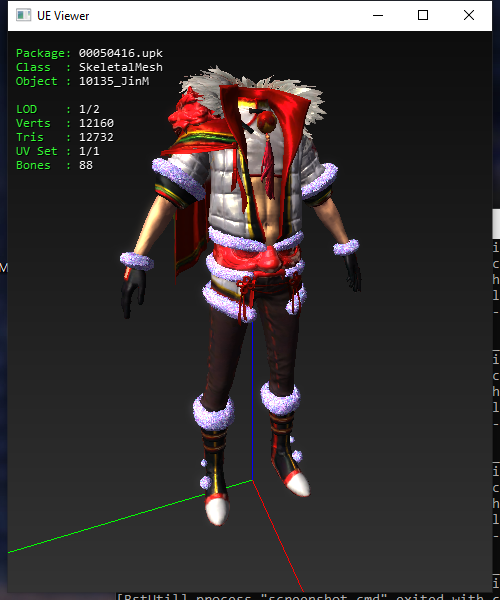 UE Viewer
Package: 00050416.upk
Class : SkeletalMesh
Object : 10135_JinM
LOD : 1/2
Verts : 12160
Tris : 12732
UV Set : 1/1
Bones : 88
M
i
c
h
l
-
i
c
h
l
-
i
c
h
l
-
i
[BstUtil] process "screenshot.cmd" exited with c